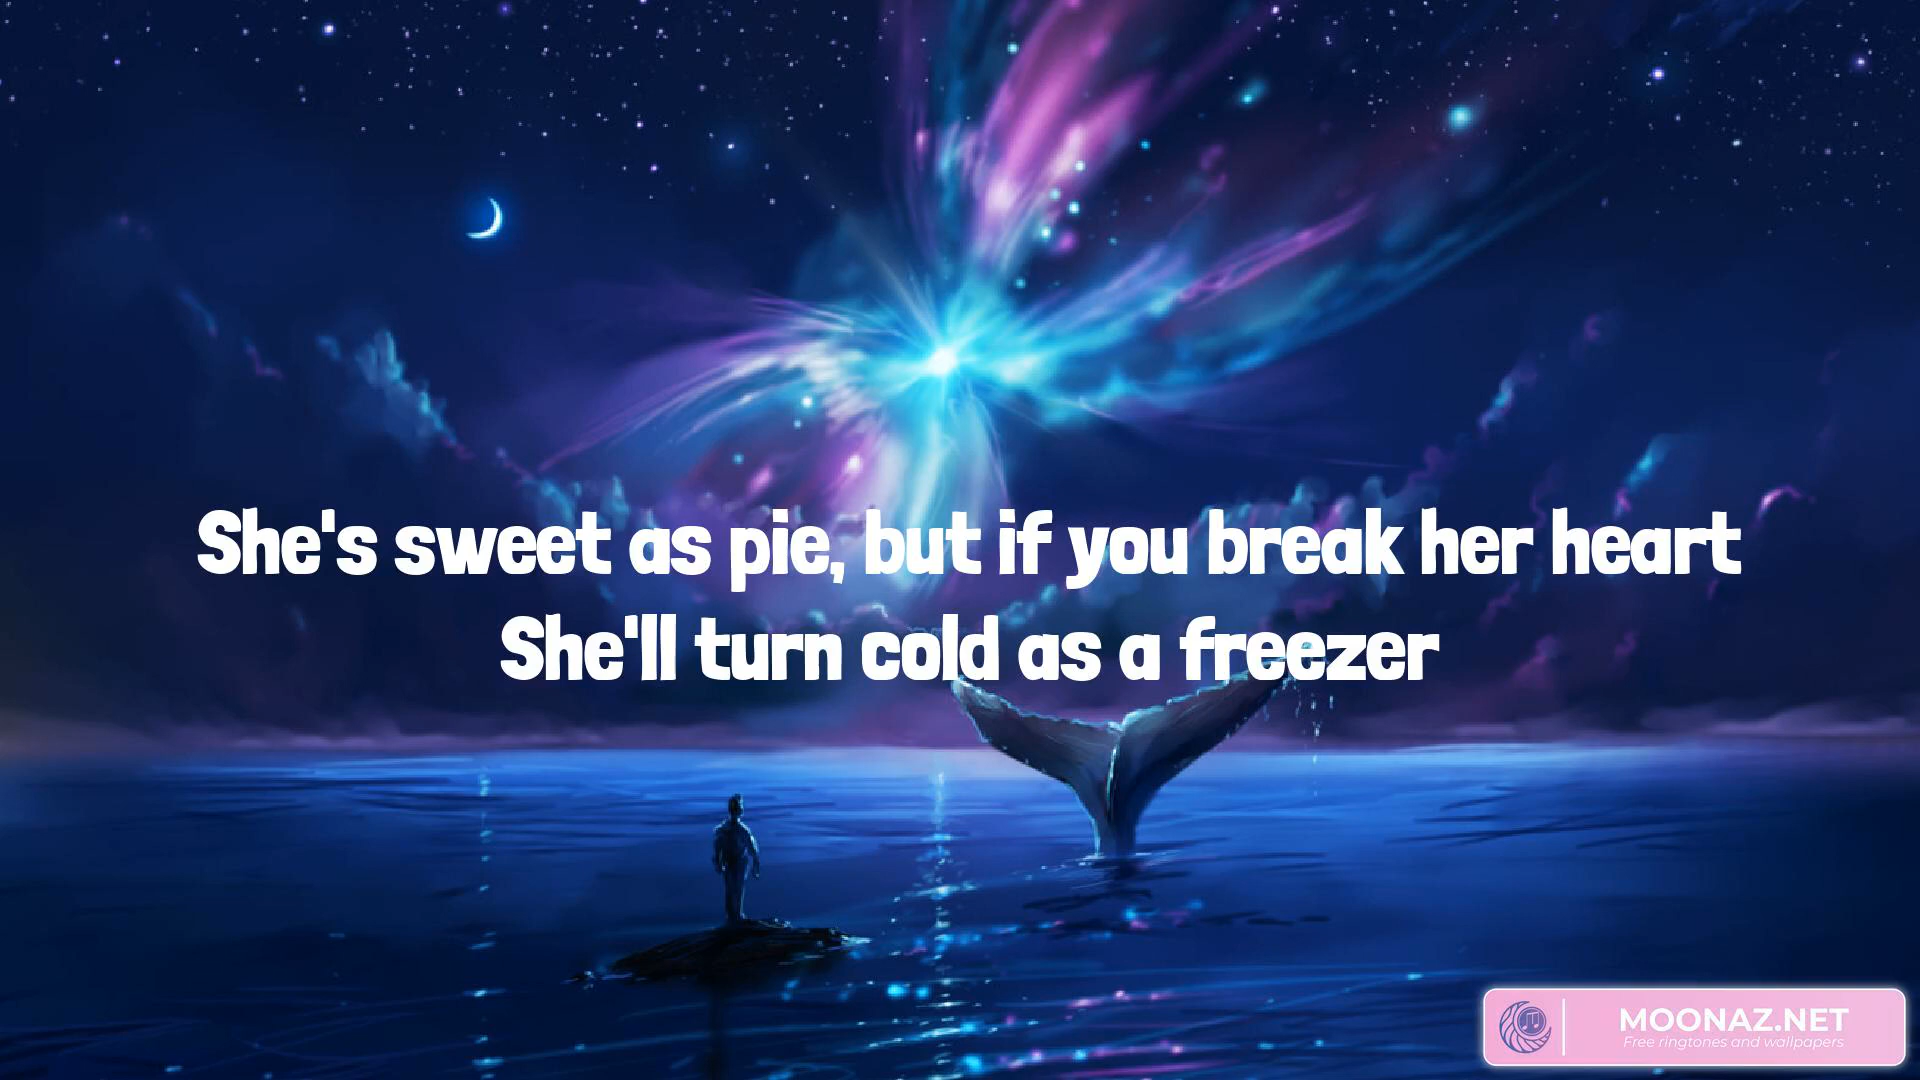 She's sweet as pie, but if you break her heart
She'll turn cold as a freezer
MOONAZ.NET
Free ringtones and wallpapers